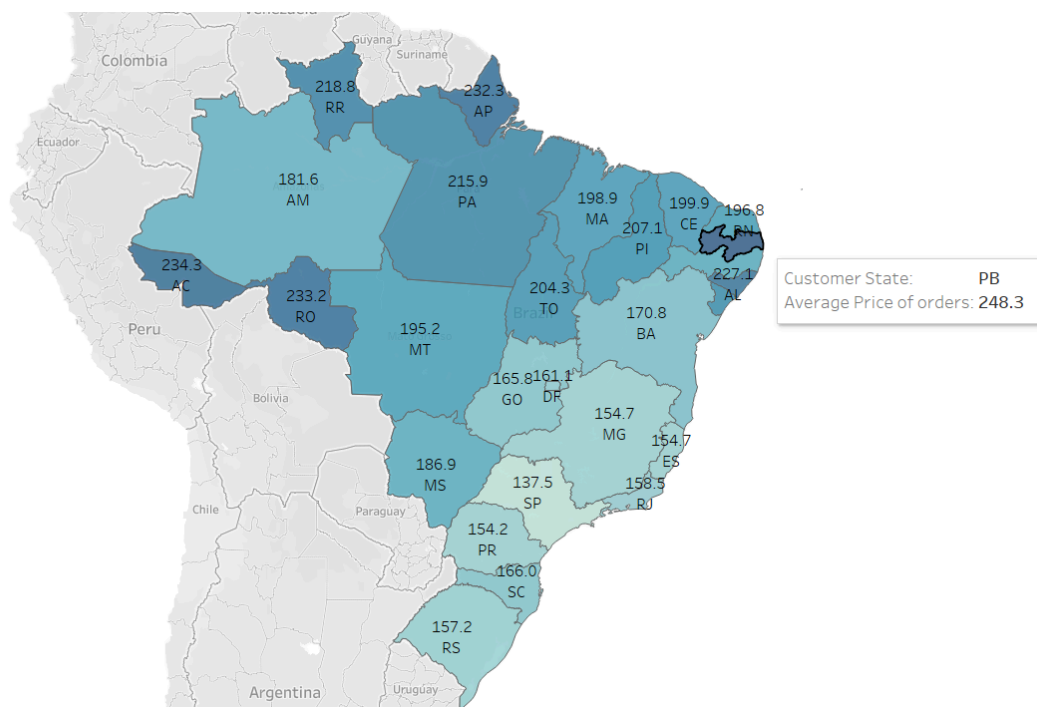 Venezuela
Guyana
Suriname
Colombia
218.8
RR
232.3
AP
Ecuador
181.6
AM
215.9
PA
198.9
MA
199.9
CE
196.8
RN
207.1
PI
234.3
AC
233.2
RO
204.3
TO
Brazil
227.1
AL
Customer State: PB
Average Price of orders: 248.3
Peru
195.2
MT
170.8
BA
Bolivia
165.8
GO
161.1
DF
154.7
MG
154.7
ES
186.9
MS
137.5
SP
158.5
RJ
Chile
Paraguay
154.2
PR
166.0
SC
157.2
RS
Argentina
Uruguay